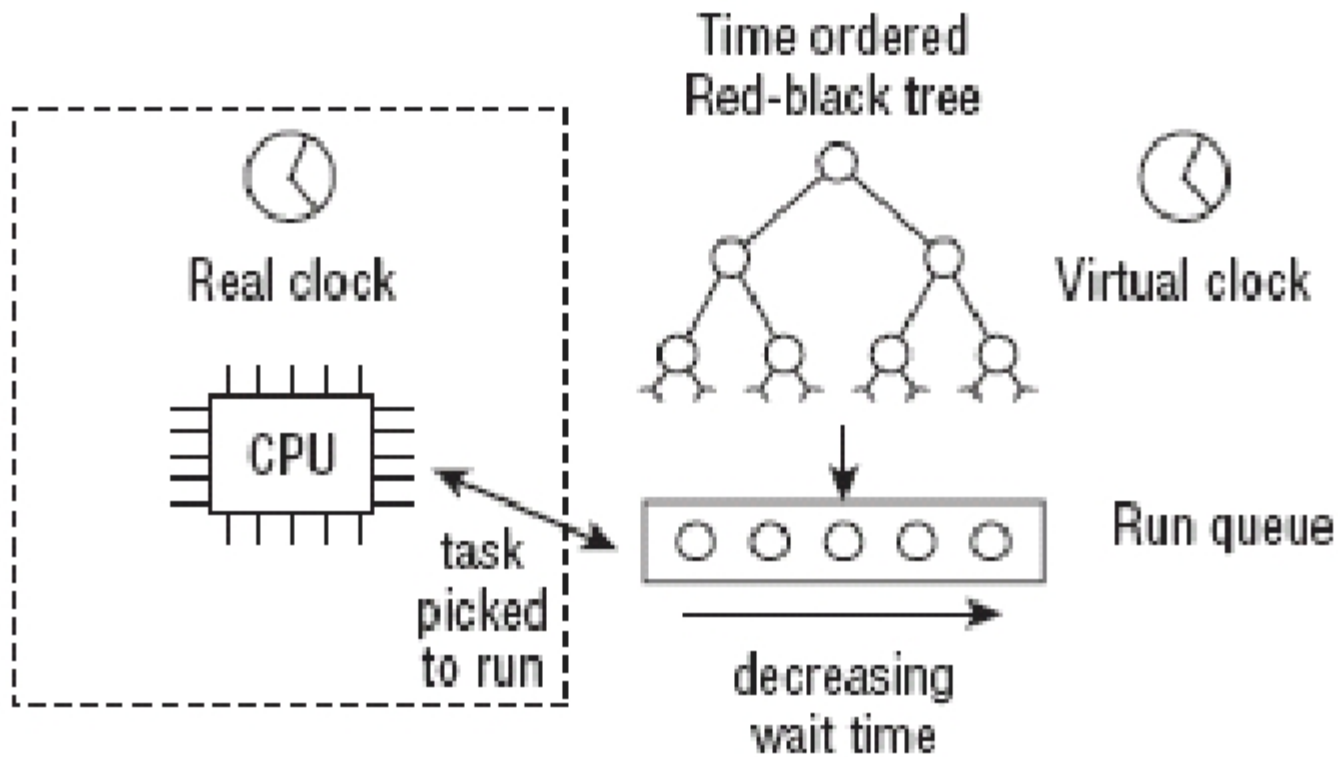 Time ordered
Red-black tree
Real clock
Virtual clock
CPU
task
picked
to run
Run queue
decreasing
wait time